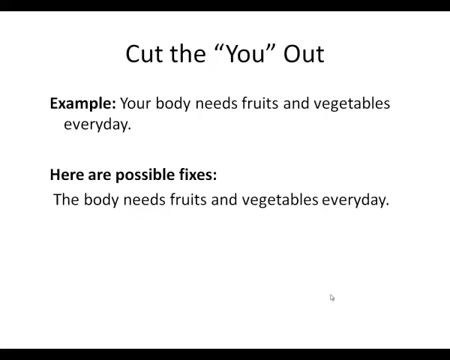 Cut the “You” Out
Example: Your body needs fruits and vegetables
everyday.
Here are possible fixes:
The body needs fruits and vegetables everyday.